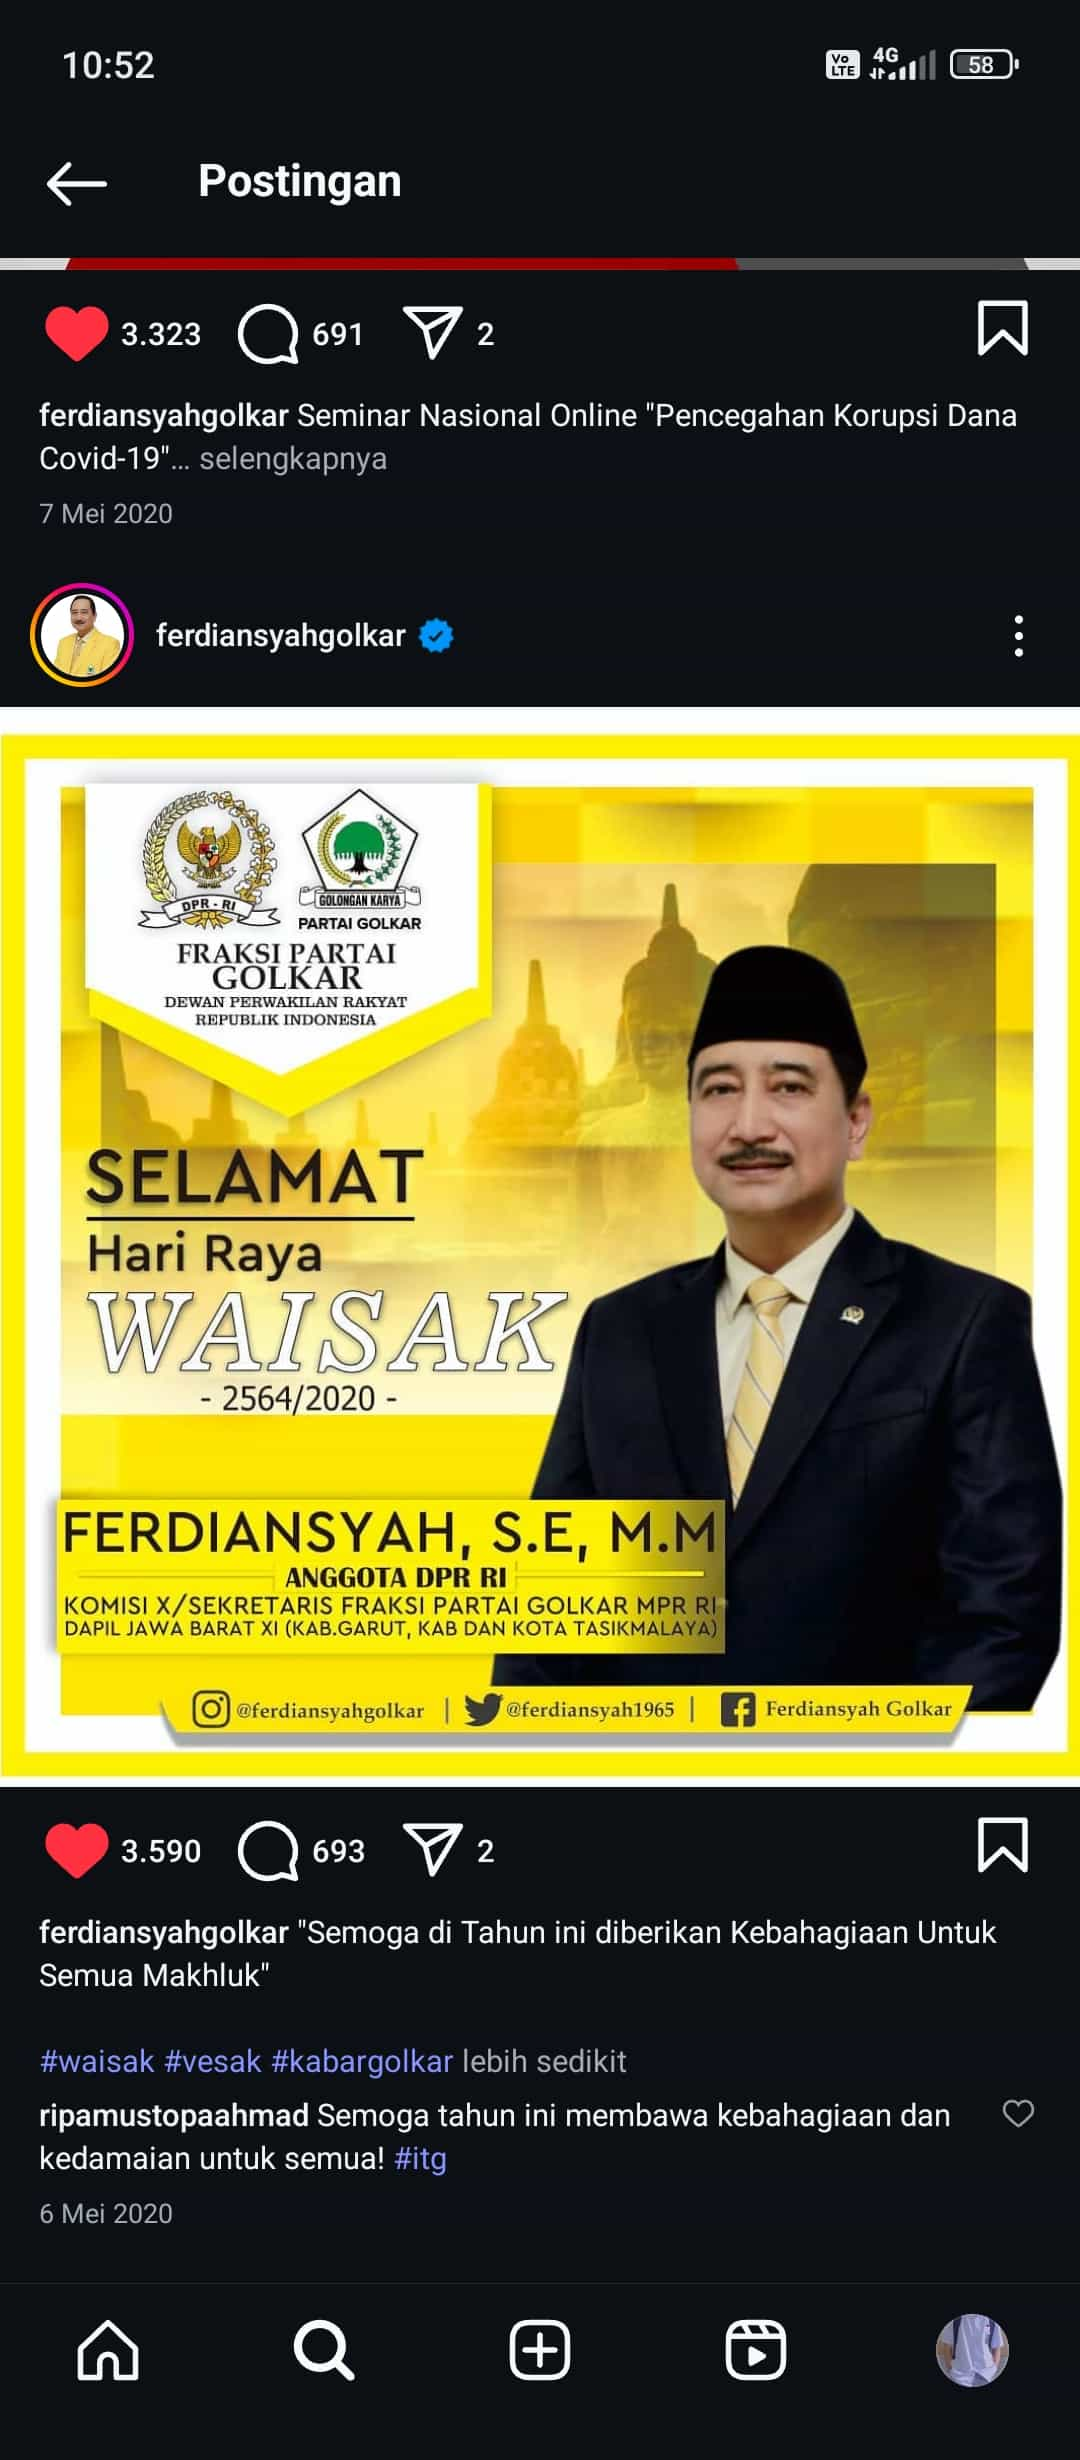 10:52
Vo LTE 4G 58
Postingan
3.323 691 2
ferdiansyahgolkar Seminar Nasional Online "Pencegahan Korupsi Dana
Covid-19"... selengkapnya
7 Mei 2020
ferdiansyahgolkar
DPR - RI
GOLONGAN KARYA
PARTAI GOLKAR
FRAKSI PARTAI
GOLKAR
DEWAN PERWAKILAN RAKYAT
REPUBLIK INDONESIA
SELAMAT
Hari Raya
WAISAK
- 2564/2020 -
FERDIANSYAH, S.E, M.M
ANGGOTA DPR RI
KOMISI X/SEKRETARIS FRAKSI PARTAI GOLKAR MPR RI
DAPIL JAWA BARAT XI (KAB.GARUT, KAB DAN KOTA TASIKMALAYA)
@ferdiansyahgolkar | @ferdiansyah1965 | Ferdiansyah Golkar
3.590 693 2
ferdiansyahgolkar "Semoga di Tahun ini diberikan Kebahagiaan Untuk
Semua Makhluk"
#waisak #vesak #kabargolkar lebih sedikit
ripamustopaahmad Semoga tahun ini membawa kebahagiaan dan
kedamaian untuk semua! #itg
6 Mei 2020